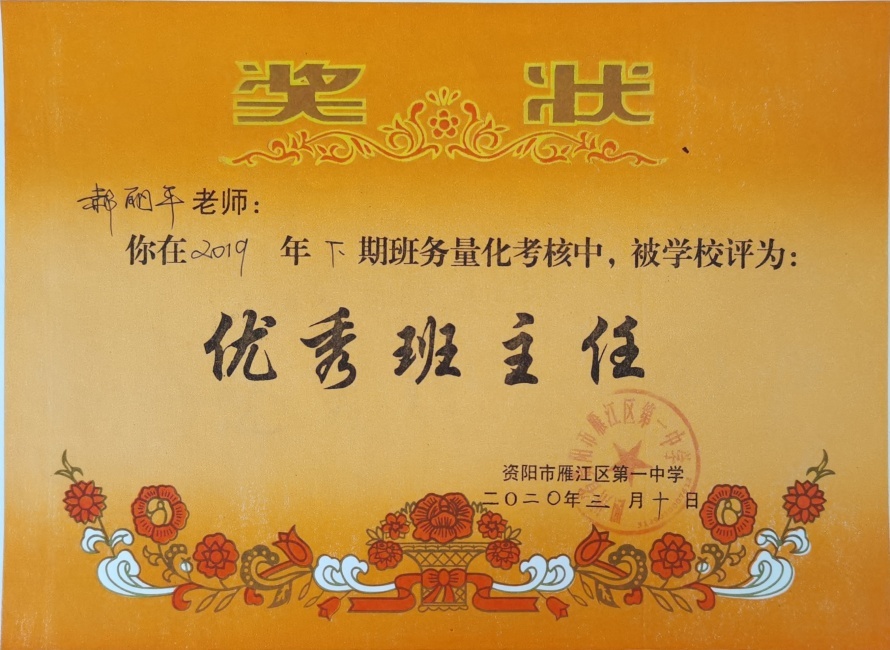 奖 状
郝丽平老师：
你在2019 年 下 期班务量化考核中，被学校评为：
优秀班主任
资阳市雁江区第一中学
二〇二〇年三月十日